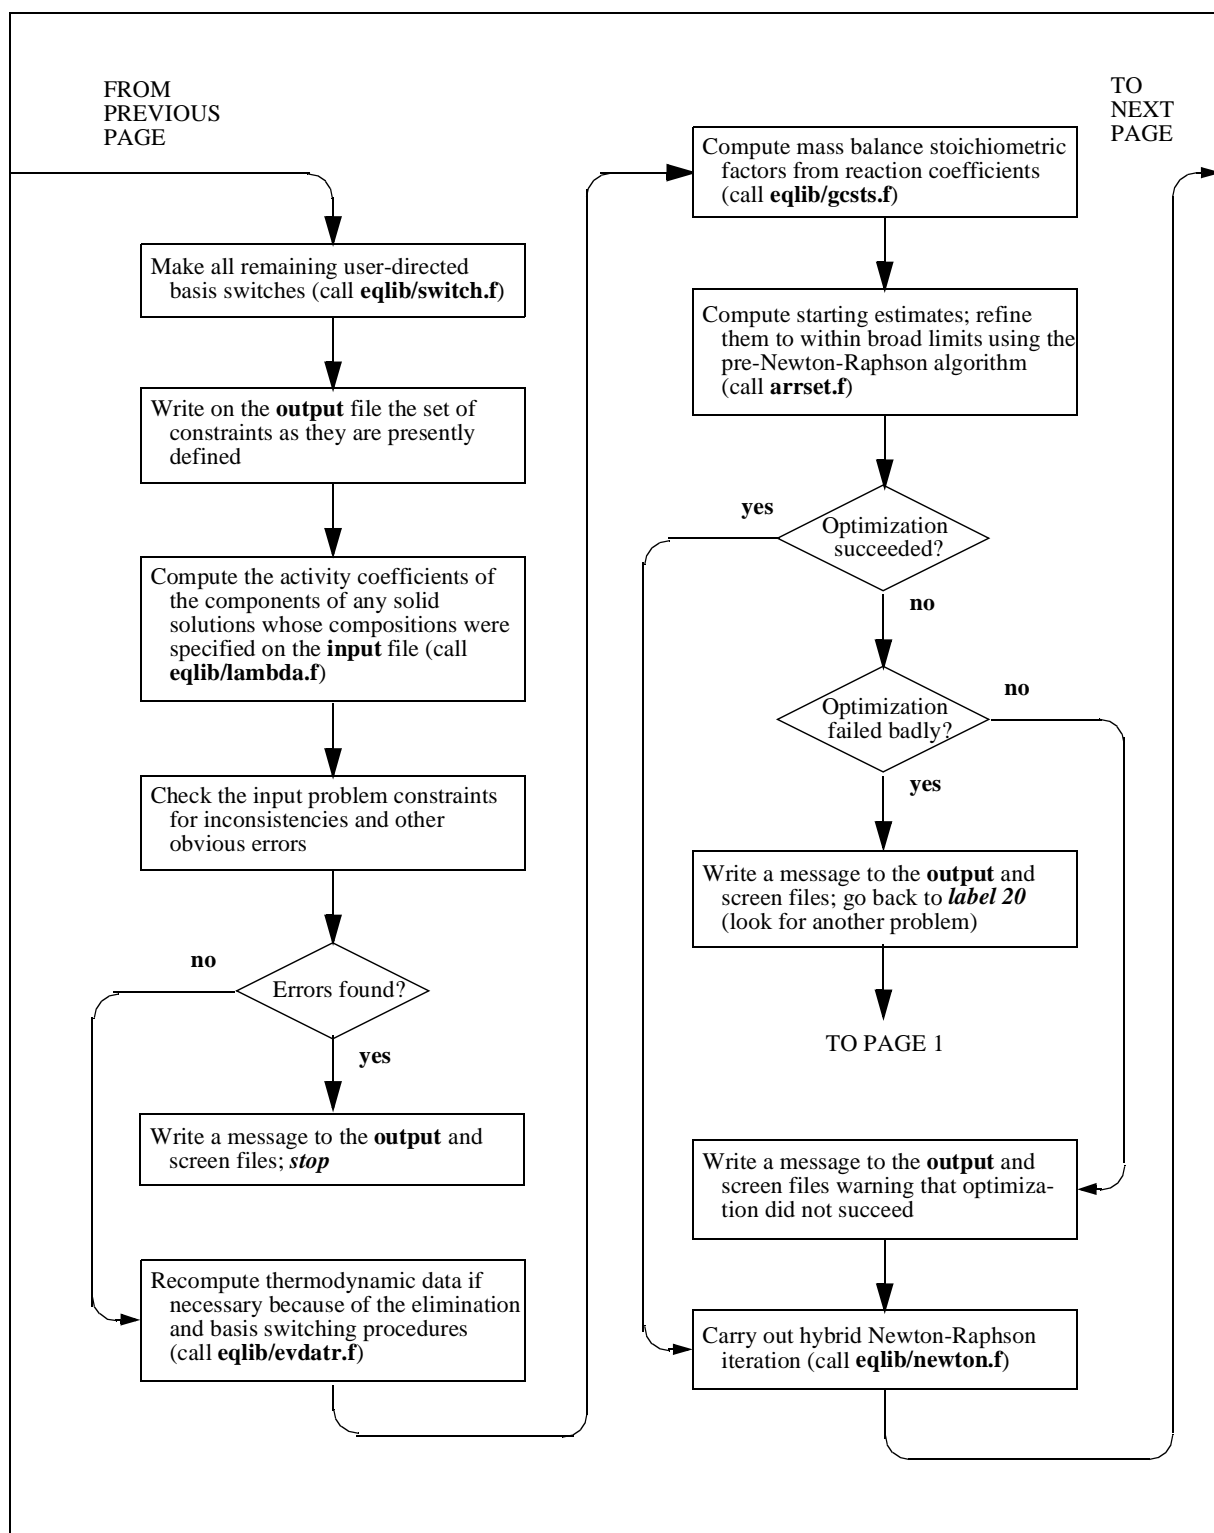 FROM
PREVIOUS
PAGE
Make all remaining user-directed
basis switches (call eqlib/switch.f)
Write on the output file the set of
constraints as they are presently
defined
Compute the activity coefficients of
the components of any solid
solutions whose compositions were
specified on the input file (call
eqlib/lambda.f)
Check the input problem constraints
for inconsistencies and other
obvious errors
no
Errors found?
yes
Write a message to the output and
screen files; stop
Recompute thermodynamic data if
necessary because of the elimination
and basis switching procedures
(call eqlib/evdatr.f)
TO
NEXT
PAGE
Compute mass balance stoichiometric
factors from reaction coefficients
(call eqlib/gcsts.f)
Compute starting estimates; refine
them to within broad limits using the
pre-Newton-Raphson algorithm
(call arrset.f)
yes
Optimization
succeeded?
no
Optimization
failed badly?
no
yes
Write a message to the output and
screen files; go back to label 20
(look for another problem)
TO PAGE 1
Write a message to the output and
screen files warning that optimiza-
tion did not succeed
Carry out hybrid Newton-Raphson
iteration (call eqlib/newton.f)